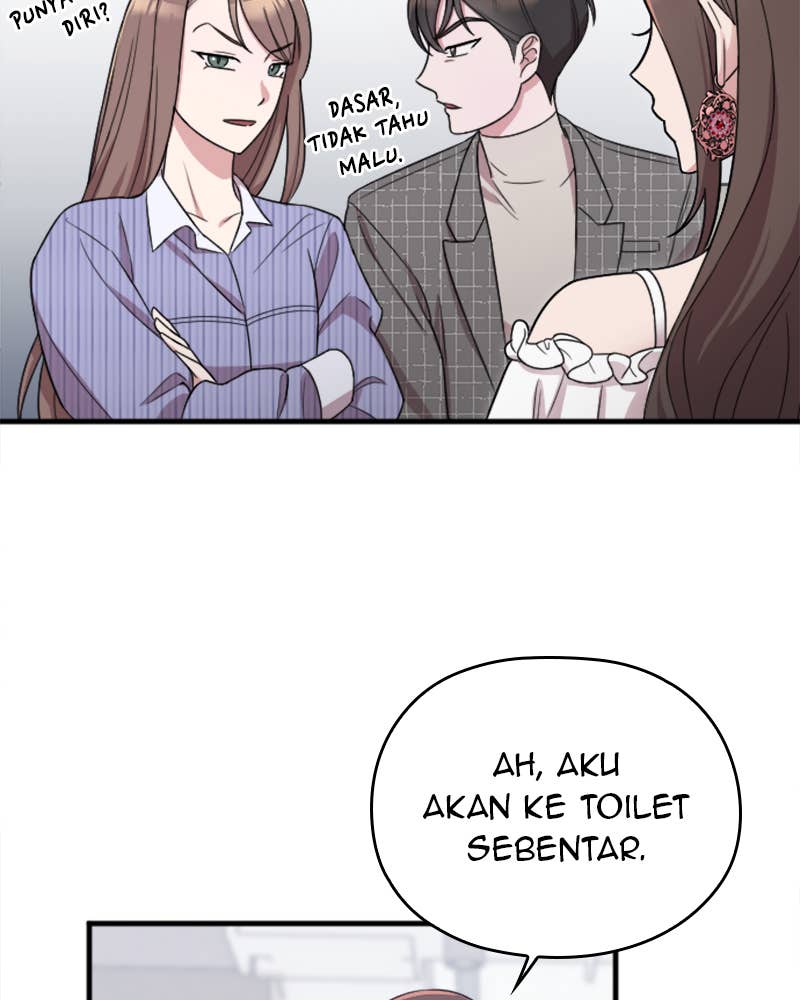 PUNYA
DIRI?
DASAR,
TIDAK TAHU
MALU.
AH, AKU
AKAN KE TOILET
SEBENTAR.